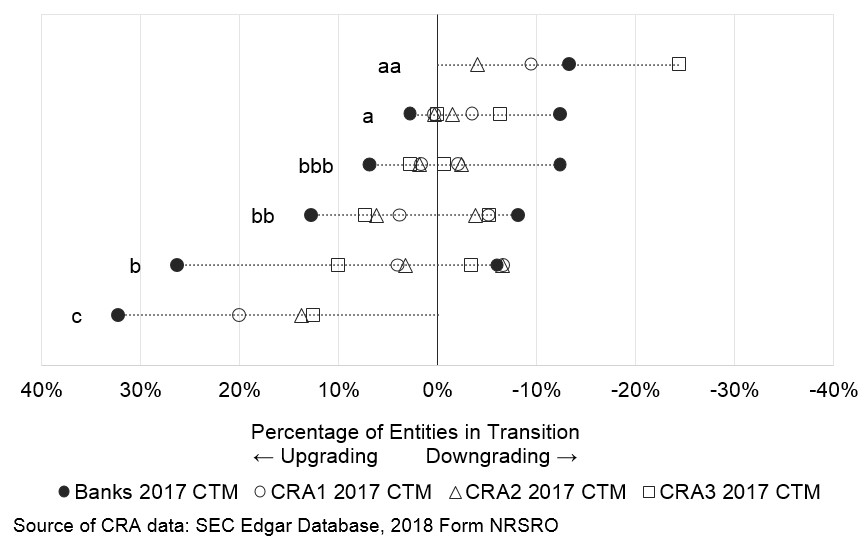 aa
a
bbb
bb
b
c
40% 30% 20% 10% 0% -10% -20% -30% -40%
Percentage of Entities in Transition
← Upgrading Downgrading →
Banks 2017 CTM CRA1 2017 CTM CRA2 2017 CTM CRA3 2017 CTM
Source of CRA data: SEC Edgar Database, 2018 Form NRSRO